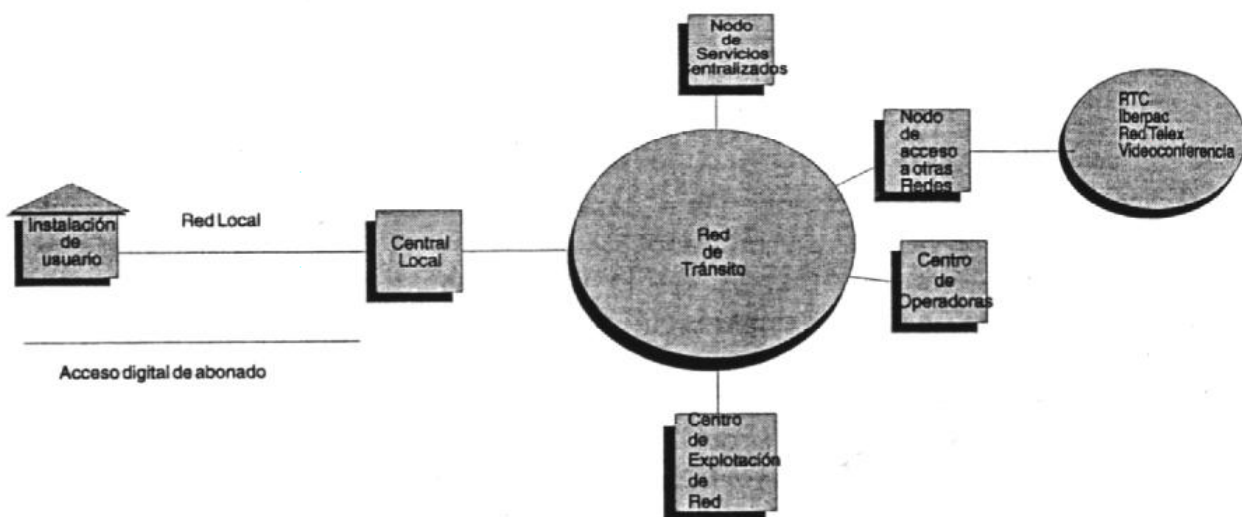 Nodo
de
Servicios
Centralizados
RTC
Iberpac
Red Telex
Videoconferencia
Nodo
de
acceso
a otras
Redes
Instalación
de
usuario
Red Local
Central
Local
Red
de
Tránsito
Centro
de
Operadoras
Acceso digital de abonado
Centro
de
Explotación
de
Red